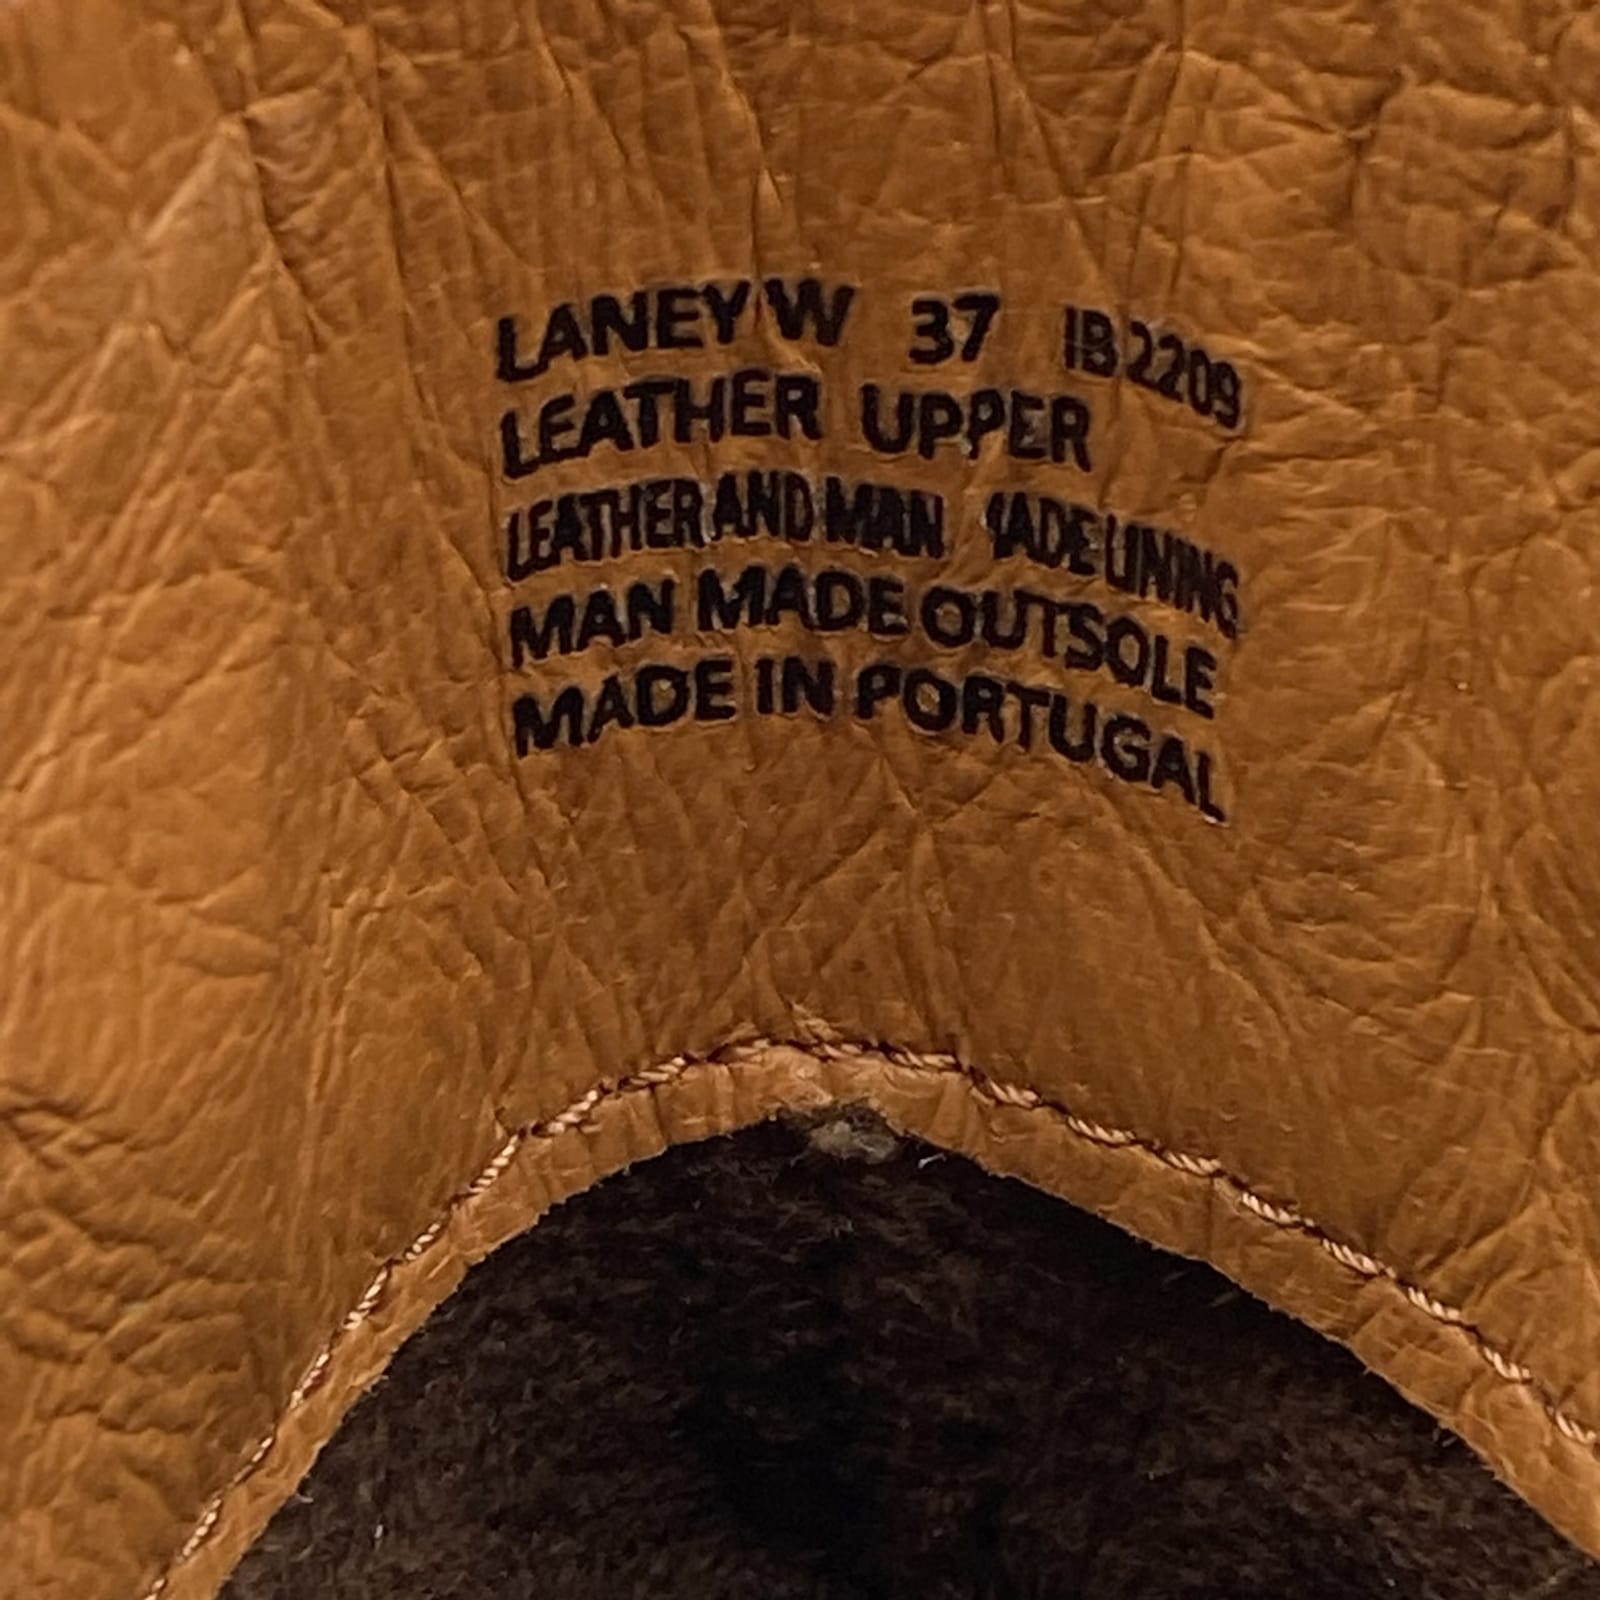 LANEY W 37 IB2209
LEATHER UPPER
LEATHER AND MAN MADE LINING
MAN MADE OUTSOLE
MADE IN PORTUGAL